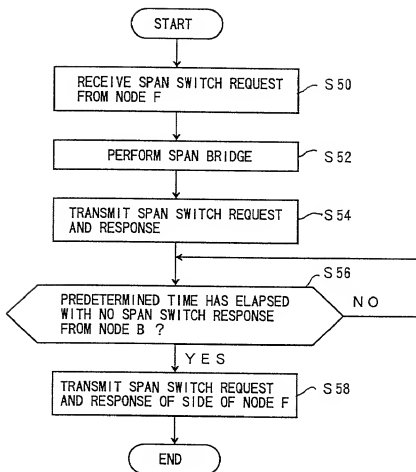 START
RECEIVE SPAN SWITCH REQUEST
FROM NODE F
S50
PERFORM SPAN BRIDGE
S52
TRANSMIT SPAN SWITCH REQUEST
AND RESPONSE
S54
S56
PREDETERMINED TIME HAS ELAPSED
WITH NO SPAN SWITCH RESPONSE
FROM NODE B ?
NO
YES
TRANSMIT SPAN SWITCH REQUEST
AND RESPONSE OF SIDE OF NODE F
S58
END